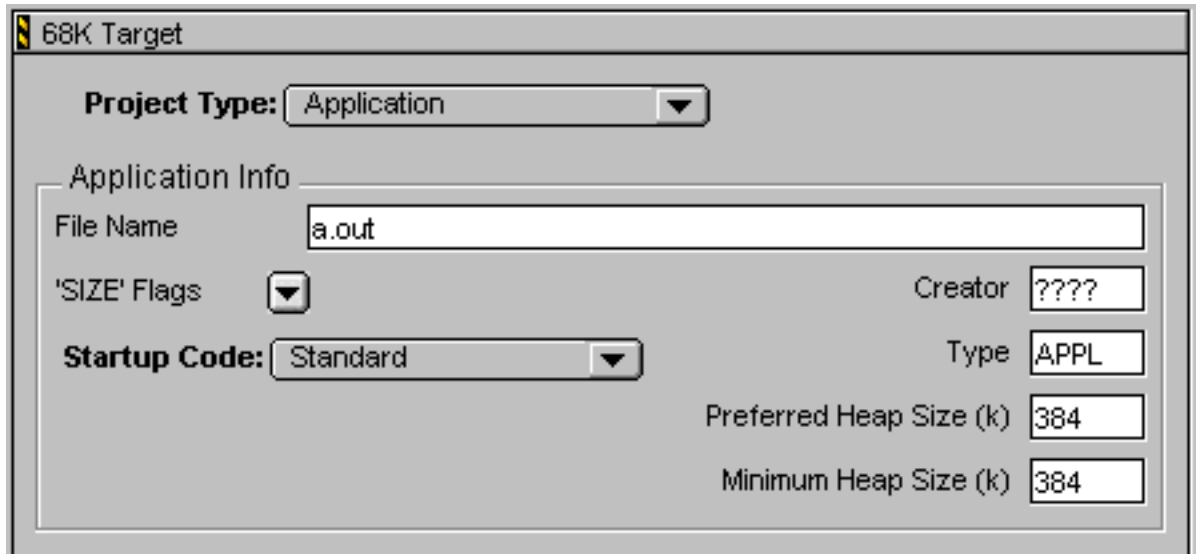 68K Target
Project Type: Application
Application Info
File Name a.out
'SIZE' Flags
Creator ????
Startup Code: Standard
Type APPL
Preferred Heap Size (k) 384
Minimum Heap Size (k) 384